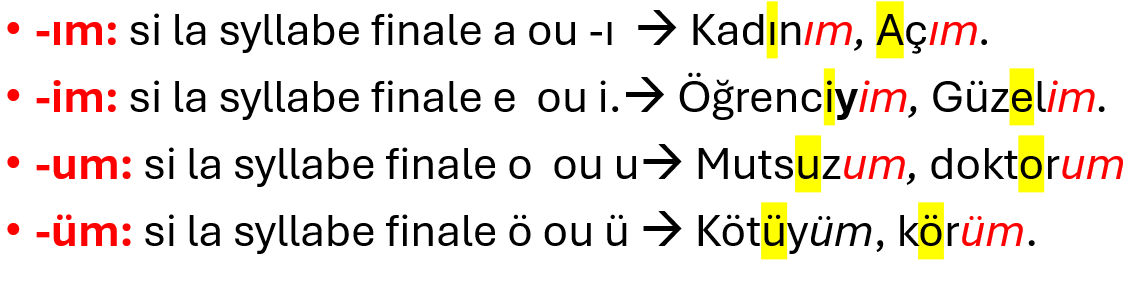 • -ım: si la syllabe finale a ou -ı → Kadınım, Açım.
• -im: si la syllabe finale e ou i.→ Öğrenciyim, Güzelim.
• -um: si la syllabe finale o ou u→ Mutsuzum, doktorum
• -üm: si la syllabe finale ö ou ü → Kötüyüm, körüm.